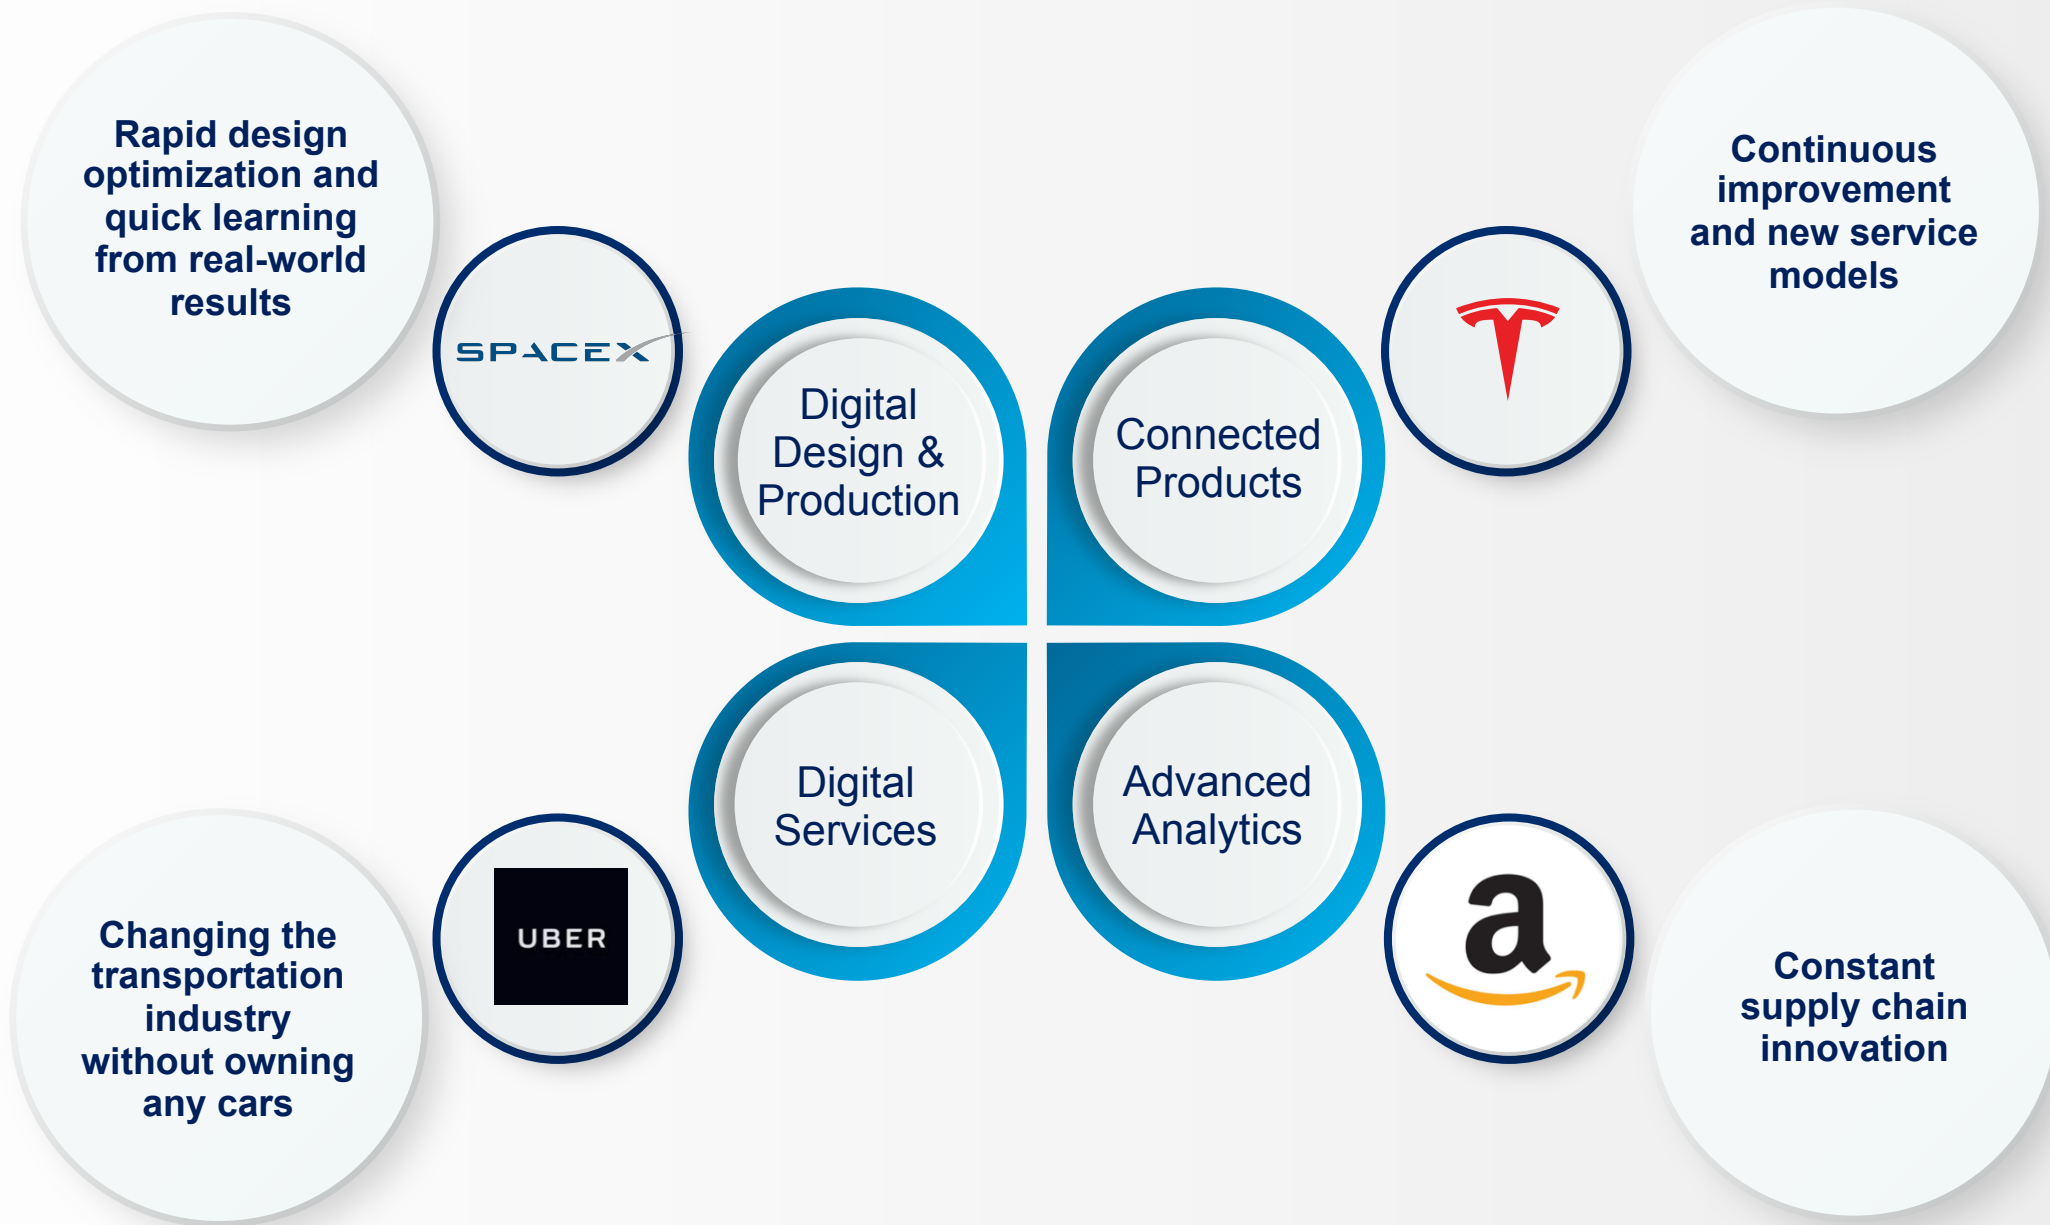 Rapid design
optimization and
quick learning
from real-world
results
SPACEX
Digital
Design &
Production
Connected
Products
Continuous
improvement
and new service
models
Changing the
transportation
industry
without owning
any cars
UBER
Digital
Services
Advanced
Analytics
a
Constant
supply chain
innovation